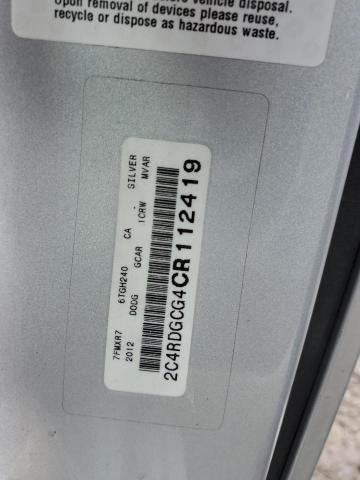 Upon removal of devices please reuse,
recycle or dispose as hazardous waste.
7FMXR7 6TGH240 CA - SILVER
2012 DODG GCAR 1CRW MVAR
2C4RDGCG4CR112419